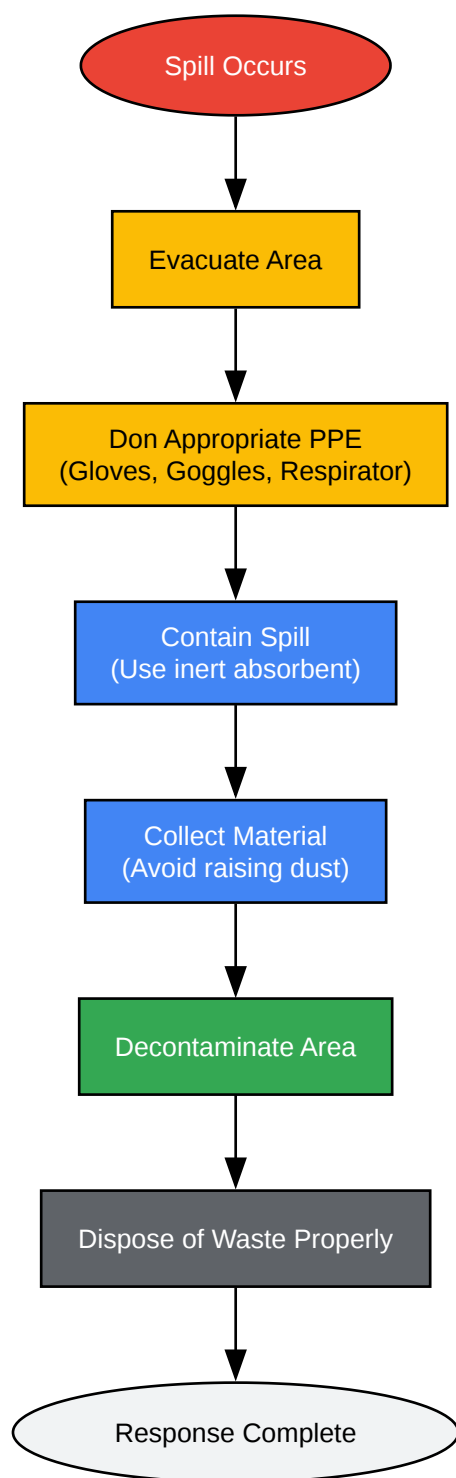 Spill Occurs
Evacuate Area
Don Appropriate PPE
(Gloves, Goggles, Respirator)
Contain Spill
(Use inert absorbent)
Collect Material
(Avoid raising dust)
Decontaminate Area
Dispose of Waste Properly
Response Complete